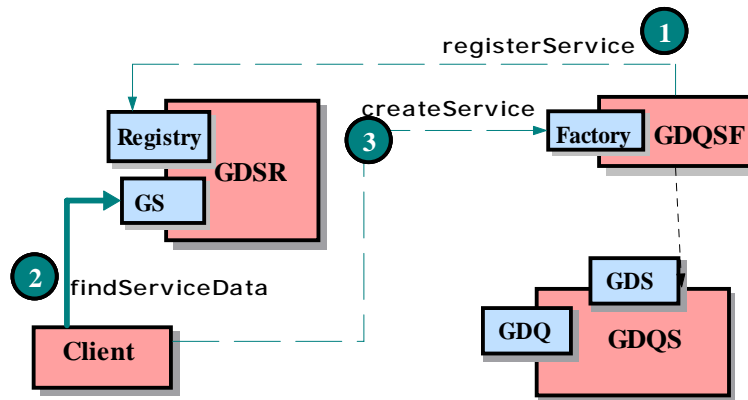 1
registerService
createService
Registry
Factory
GDQSF
3
GDSR
GS
2
findServiceData
GDS
GDQ
GDQS
Client